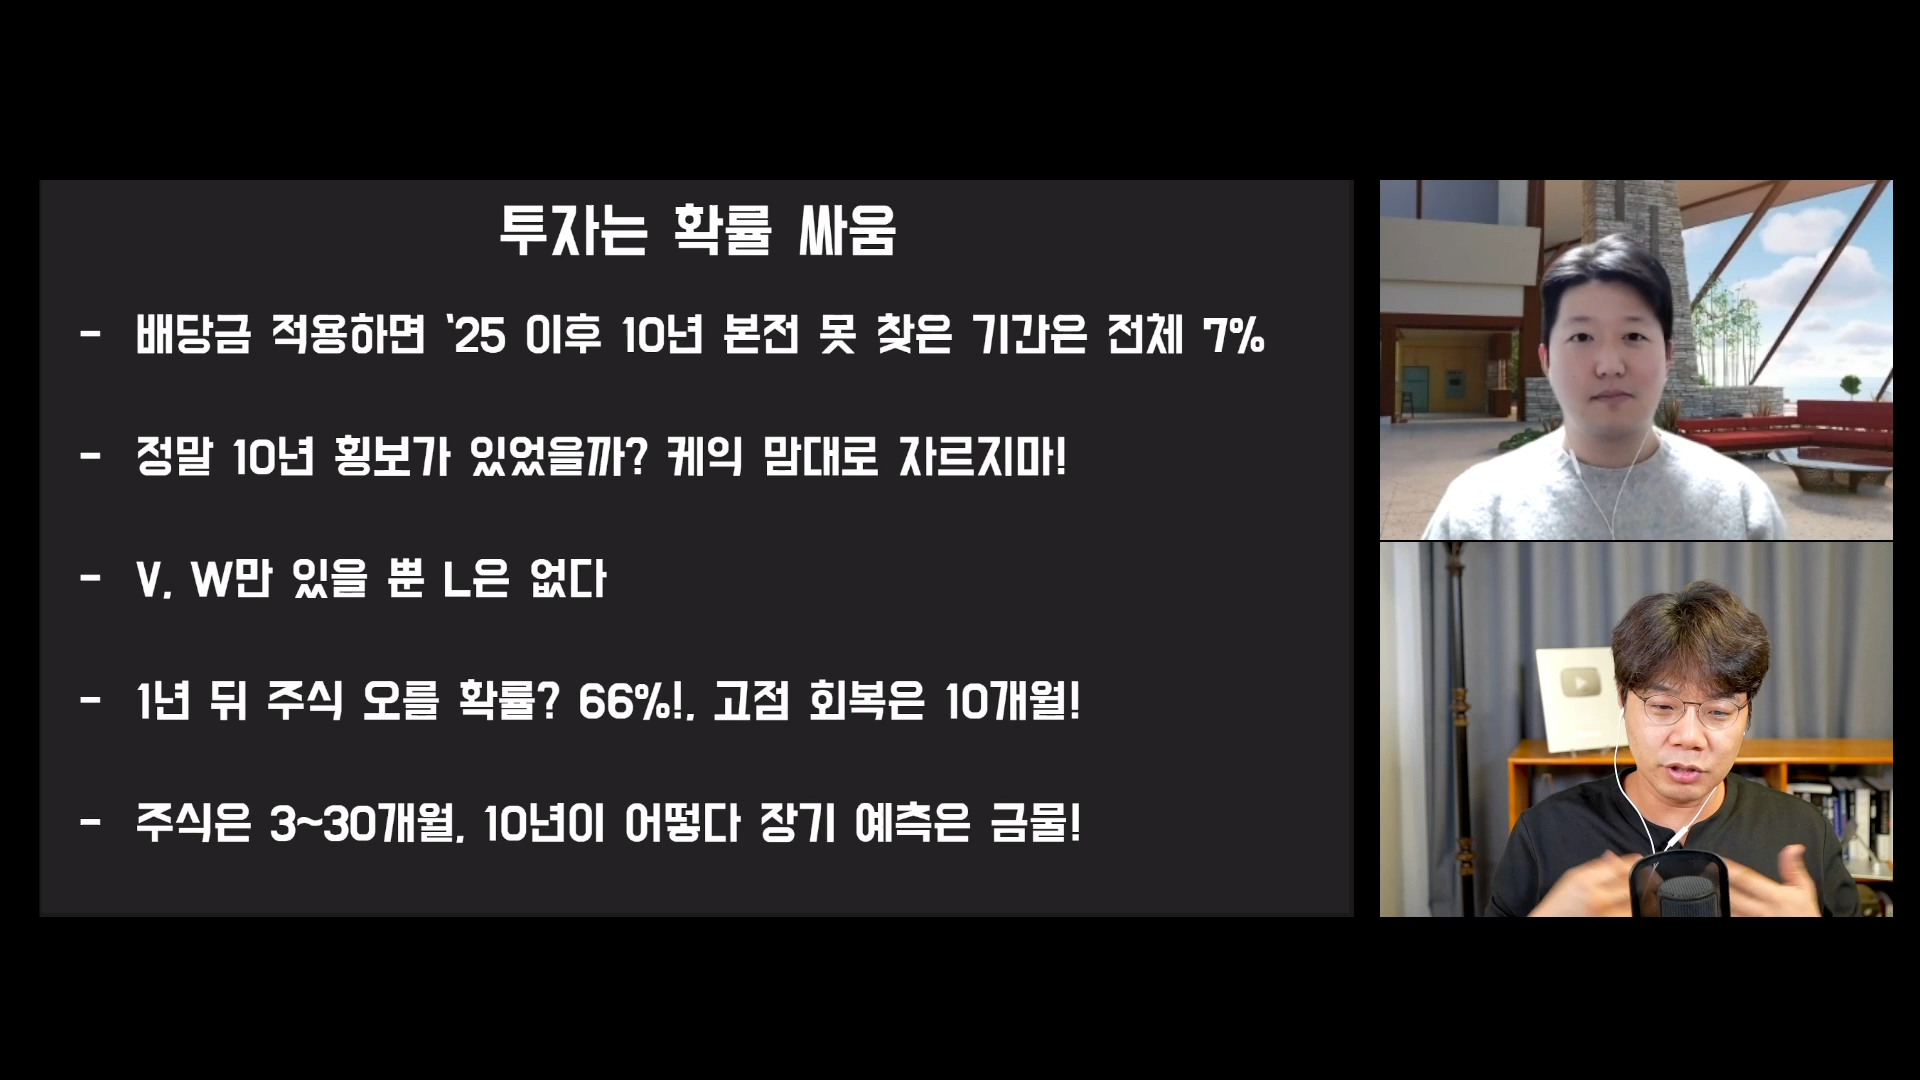 투자는 확률 싸움
- 배당금 적용하면 ‘25 이후 10년 본전 못 찾은 기간은 전체 7%
- 정말 10년 횡보가 있었을까? 케익 맘대로 자르지마!
- V, W만 있을 뿐 L은 없다
- 1년 뒤 주식 오를 확률? 66%!, 고점 회복은 10개월!
- 주식은 3~30개월, 10년이 어떻다 장기 예측은 금물!